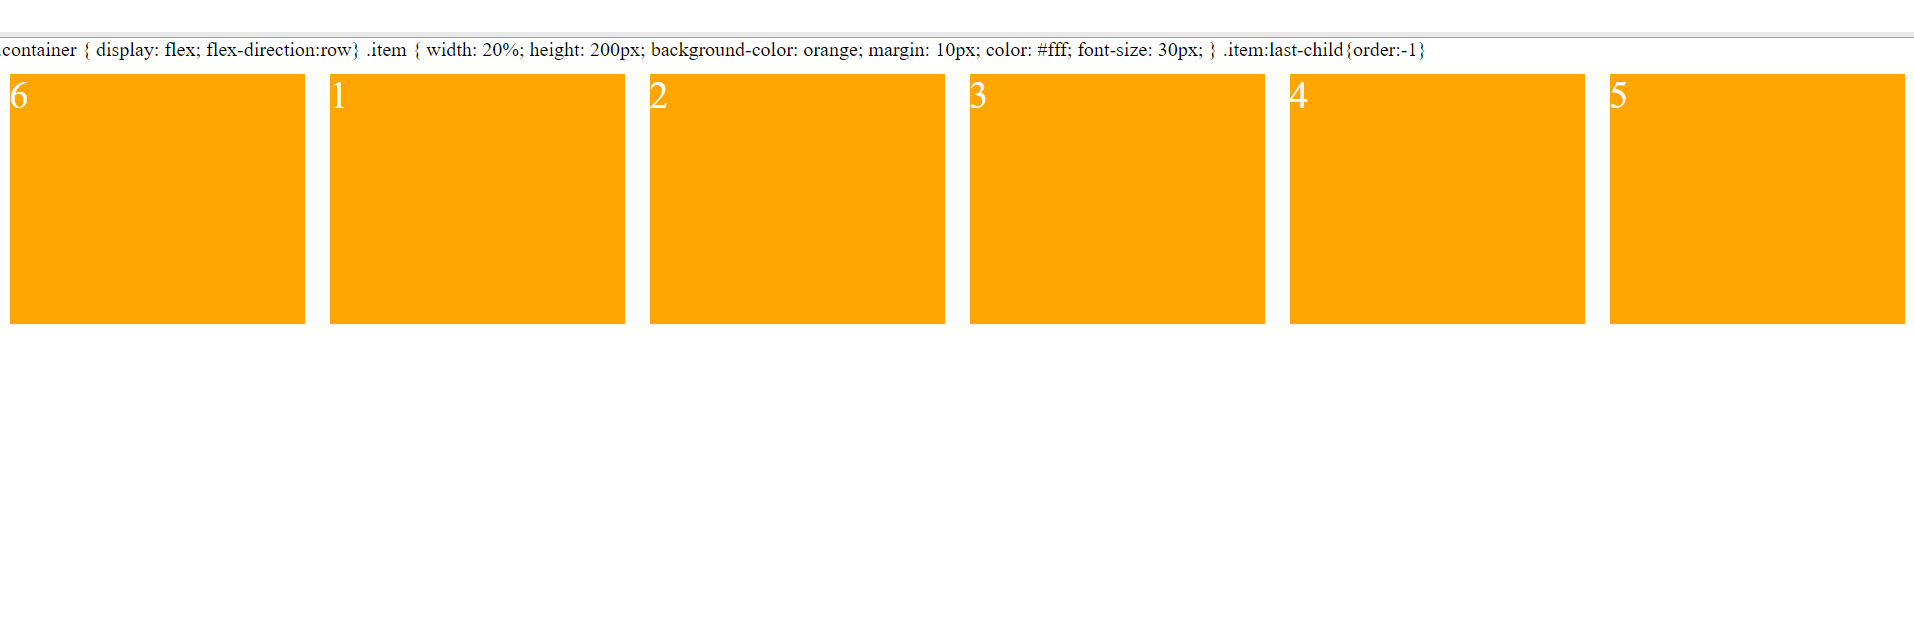 .container { display: flex; flex-direction:row} .item { width: 20%; height: 200px; background-color: orange; margin: 10px; color: #fff; font-size: 30px; } .item:last-child{order:-1}
6 1 2 3 4 5